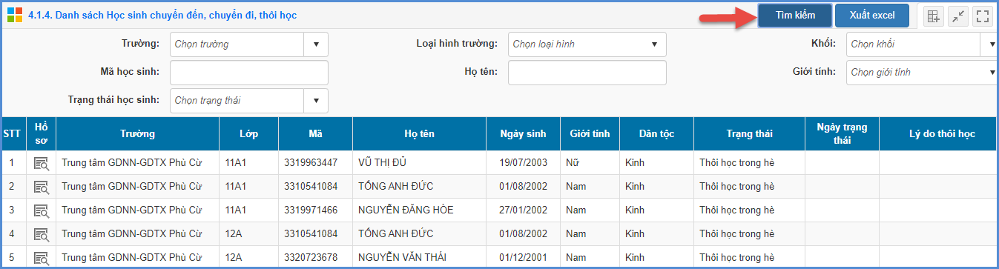 4.1.4. Danh sách Học sinh chuyển đến, chuyển đi, thôi học Tìm kiếm Xuất excel
Trường: Chọn trường Loại hình trường: Chọn loại hình Khối: Chọn khối
Mã học sinh: Họ tên: Giới tính: Chọn giới tính
Trạng thái học sinh: Chọn trạng thái
STT Hồ sơ Trường Lớp Mã Họ tên Ngày sinh Giới tính Dân tộc Trạng thái Ngày trạng thái Lý do thôi học
1 Trung tâm GDNN-GDTX Phù Cừ 11A1 3319963447 VŨ THỊ ĐỦ 19/07/2003 Nữ Kinh Thôi học trong hè
2 Trung tâm GDNN-GDTX Phù Cừ 11A1 3310541084 TỐNG ANH ĐỨC 01/08/2002 Nam Kinh Thôi học trong hè
3 Trung tâm GDNN-GDTX Phù Cừ 11A1 3319971466 NGUYỄN ĐĂNG HÒE 27/01/2002 Nam Kinh Thôi học trong hè
4 Trung tâm GDNN-GDTX Phù Cừ 12A 3310541084 TỐNG ANH ĐỨC 01/08/2002 Nam Kinh Thôi học trong hè
5 Trung tâm GDNN-GDTX Phù Cừ 12A 3320723678 NGUYỄN VĂN THÁI 01/12/2001 Nam Kinh Thôi học trong hè